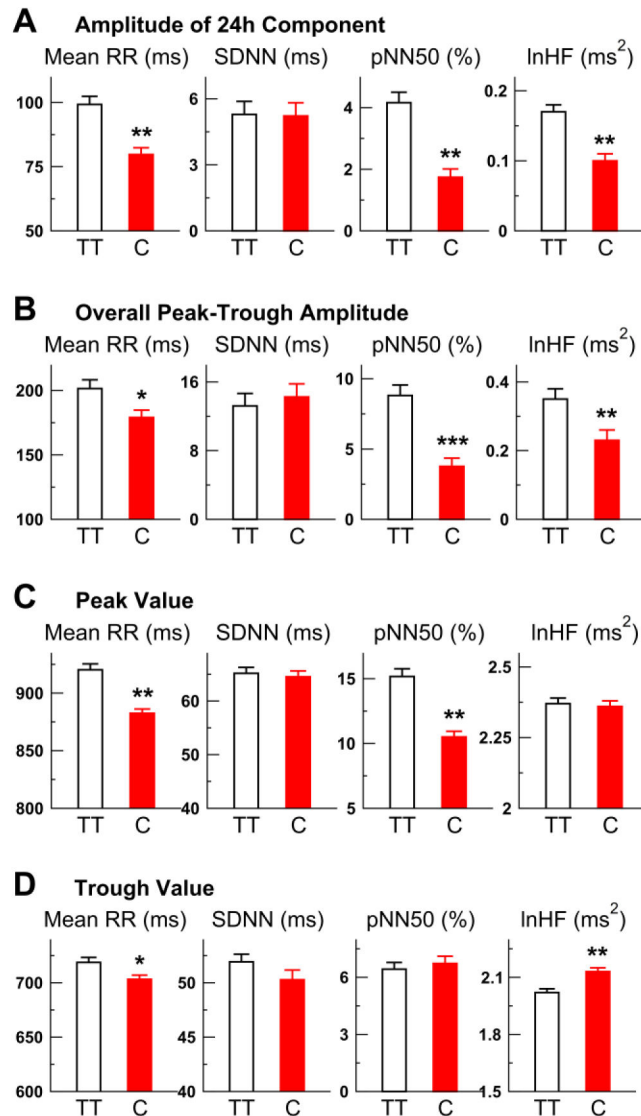 A Amplitude of 24h Component
Mean RR (ms) SDNN (ms) pNN50 (%) lnHF (ms²)
100 75 50
6 3 0
4 2 0
0.2 0.1 0
** ** **
TT C TT C TT C TT C
B Overall Peak-Trough Amplitude
Mean RR (ms) SDNN (ms) pNN50 (%) lnHF (ms²)
200 150 100
16 8 0
10 5 0
0.4 0.2 0
* *** **
TT C TT C TT C TT C
C Peak Value
Mean RR (ms) SDNN (ms) pNN50 (%) lnHF (ms²)
900 850 800
60 50 40
15 10 5
2.5 2.25 2
** **
TT C TT C TT C TT C
D Trough Value
Mean RR (ms) SDNN (ms) pNN50 (%) lnHF (ms²)
700 650 600
50 45 40
9 6 3 0
2.1 1.8 1.5
* **
TT C TT C TT C TT C